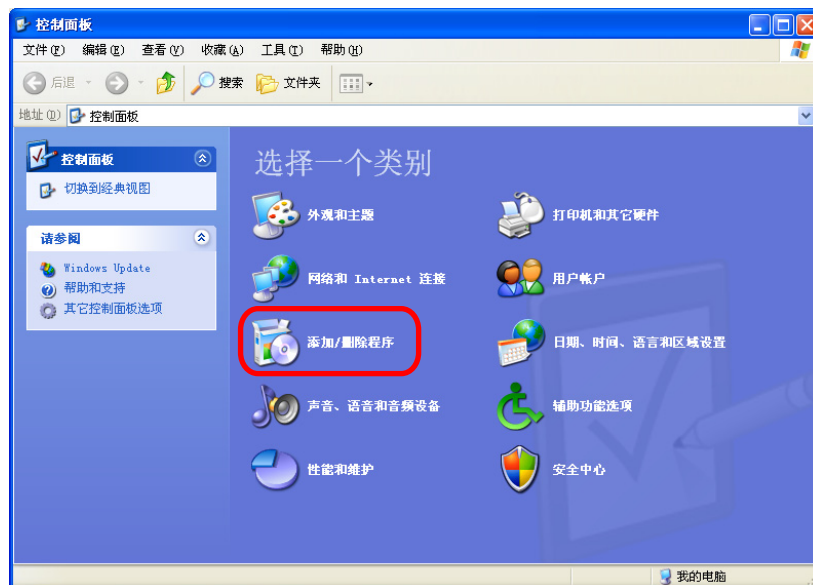 控制面板
文件(F) 编辑(E) 查看(V) 收藏(A) 工具(T) 帮助(H)
后退 搜索 文件夹
地址(D) 控制面板
控制面板
切换到经典视图
请参阅
Windows Update
帮助和支持
其它控制面板选项
选择一个类别
外观和主题
打印机和其它硬件
网络和 Internet 连接
用户帐户
添加/删除程序
日期、时间、语言和区域设置
声音、语音和音频设备
辅助功能选项
性能和维护
安全中心
我的电脑